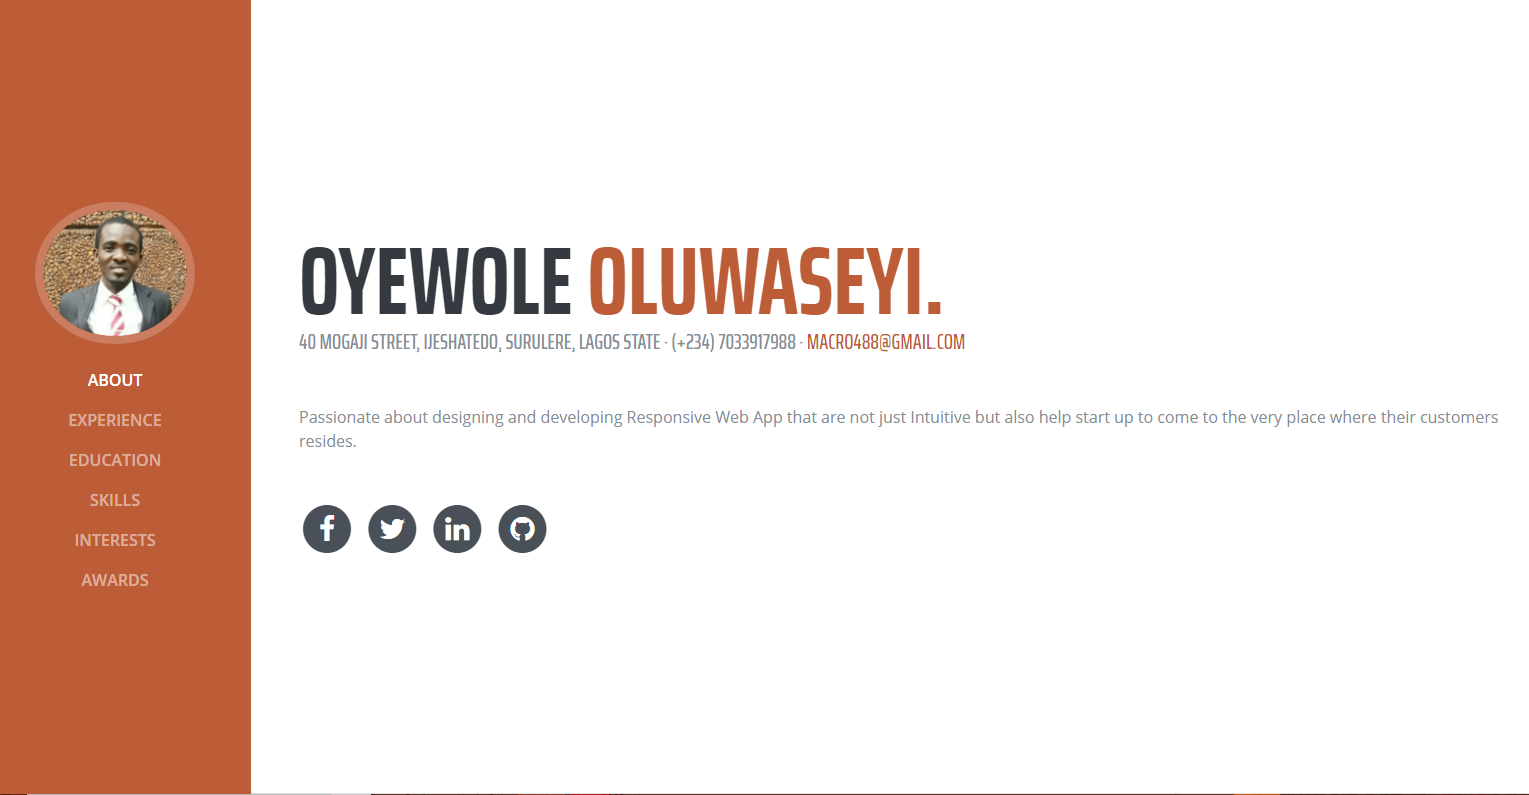 ABOUT
EXPERIENCE
EDUCATION
SKILLS
INTERESTS
AWARDS
OYEWOLE OLUWASEYI.
40 MOGAJI STREET, IJESHATEDO, SURULERE, LAGOS STATE · (+234) 7033917988 · MACRO488@GMAIL.COM
Passionate about designing and developing Responsive Web App that are not just Intuitive but also help start up to come to the very place where their customers
resides.